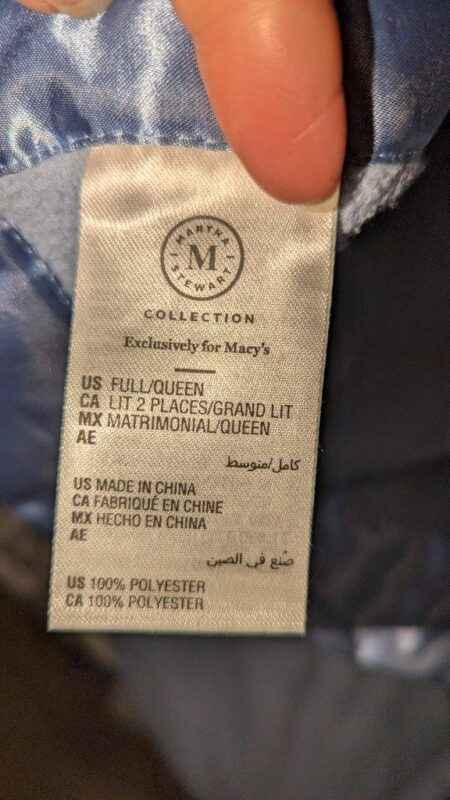 MARTHA
M
STEWART
COLLECTION
Exclusively for Macy's
US FULL/QUEEN
CA LIT 2 PLACES/GRAND LIT
MX MATRIMONIAL/QUEEN
AE
كامل/متوسط
US MADE IN CHINA
CA FABRIQUÉ EN CHINE
MX HECHO EN CHINA
AE
صُنع في الصين
US 100% POLYESTER
CA 100% POLYESTER